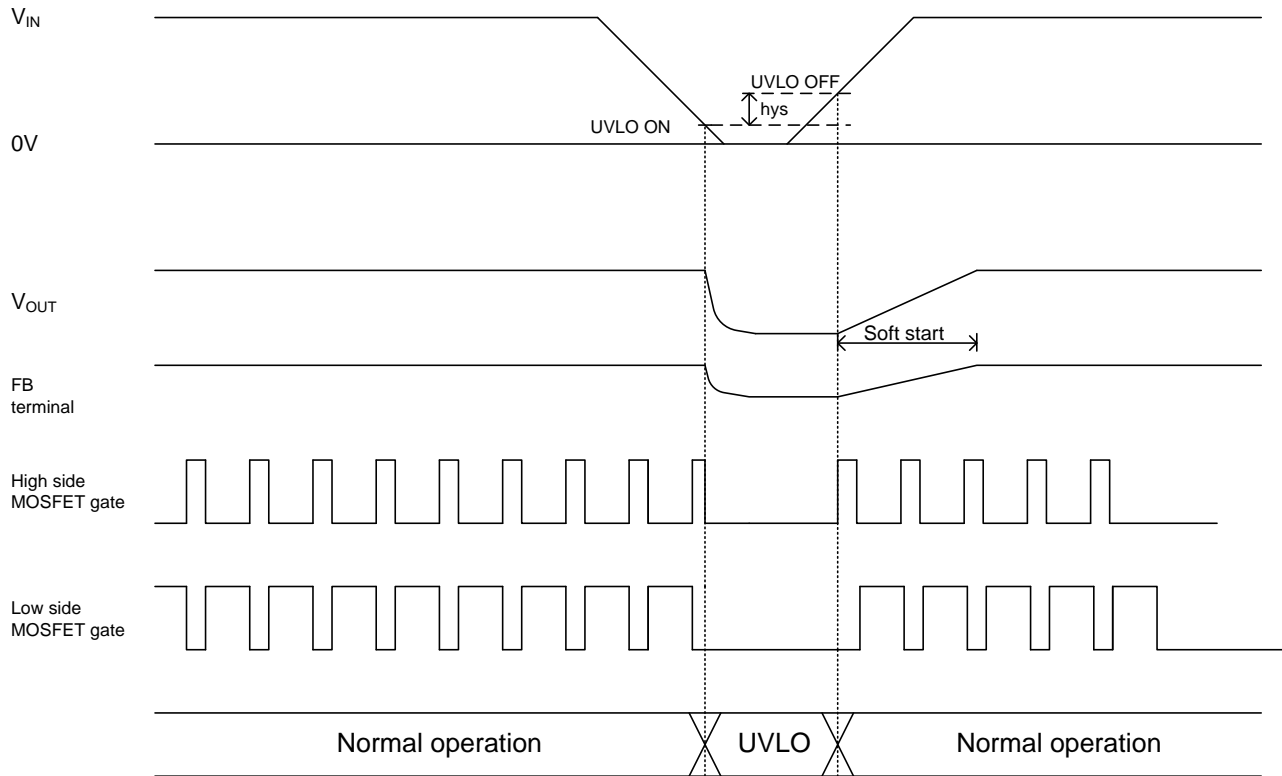 VIN
UVLO OFF
hys
UVLO ON
0V
VOUT
Soft start
FB
terminal
High side
MOSFET gate
Low side
MOSFET gate
Normal operation
UVLO
Normal operation